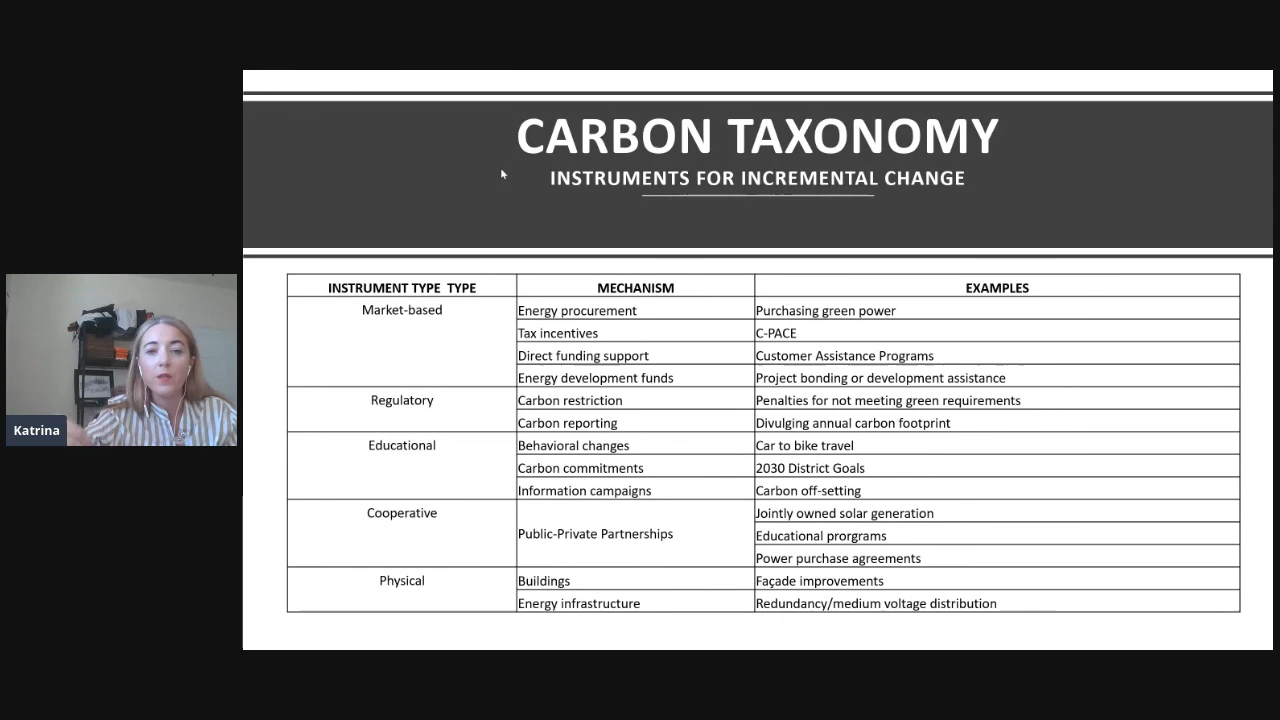 CARBON TAXONOMY
INSTRUMENTS FOR INCREMENTAL CHANGE
INSTRUMENT TYPE TYPE MECHANISM EXAMPLES
Market-based Energy procurement Purchasing green power
Tax incentives C-PACE
Direct funding support Customer Assistance Programs
Energy development funds Project bonding or development assistance
Regulatory Carbon restriction Penalties for not meeting green requirements
Carbon reporting Divulging annual carbon footprint
Educational Behavioral changes Car to bike travel
Carbon commitments 2030 District Goals
Information campaigns Carbon off-setting
Cooperative Public-Private Partnerships Jointly owned solar generation
Educational prorgrams
Power purchase agreements
Physical Buildings Façade improvements
Energy infrastructure Redundancy/medium voltage distribution
Katrina